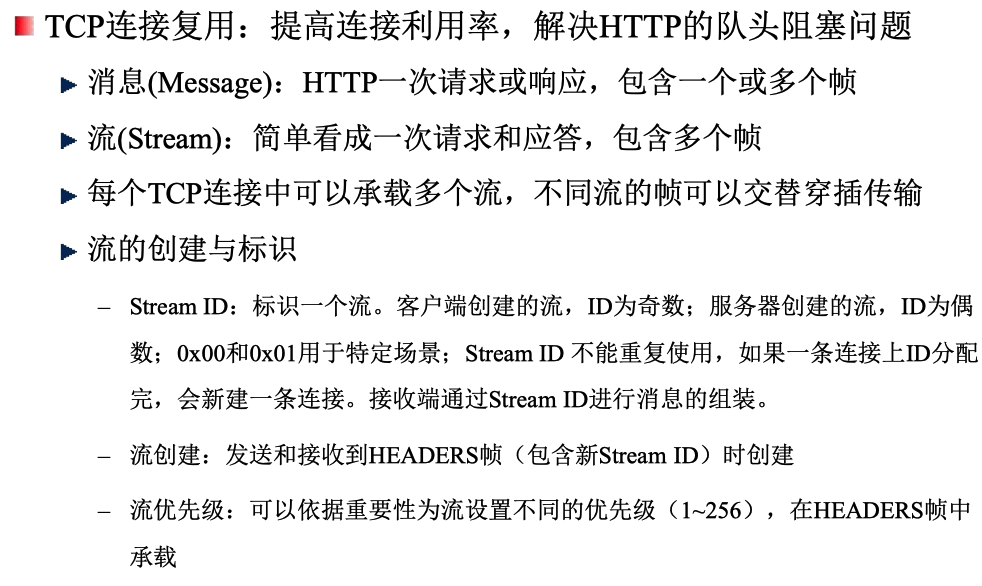 TCP连接复用：提高连接利用率，解决HTTP的队头阻塞问题
消息(Message)：HTTP一次请求或响应，包含一个或多个帧
流(Stream)：简单看成一次请求和应答，包含多个帧
每个TCP连接中可以承载多个流，不同流的帧可以交替穿插传输
流的创建与标识
– Stream ID：标识一个流。客户端创建的流，ID为奇数；服务器创建的流，ID为偶
数；0x00和0x01用于特定场景；Stream ID 不能重复使用，如果一条连接上ID分配
完，会新建一条连接。接收端通过Stream ID进行消息的组装。
– 流创建：发送和接收到HEADERS帧（包含新Stream ID）时创建
– 流优先级：可以依据重要性为流设置不同的优先级（1~256），在HEADERS帧中
承载